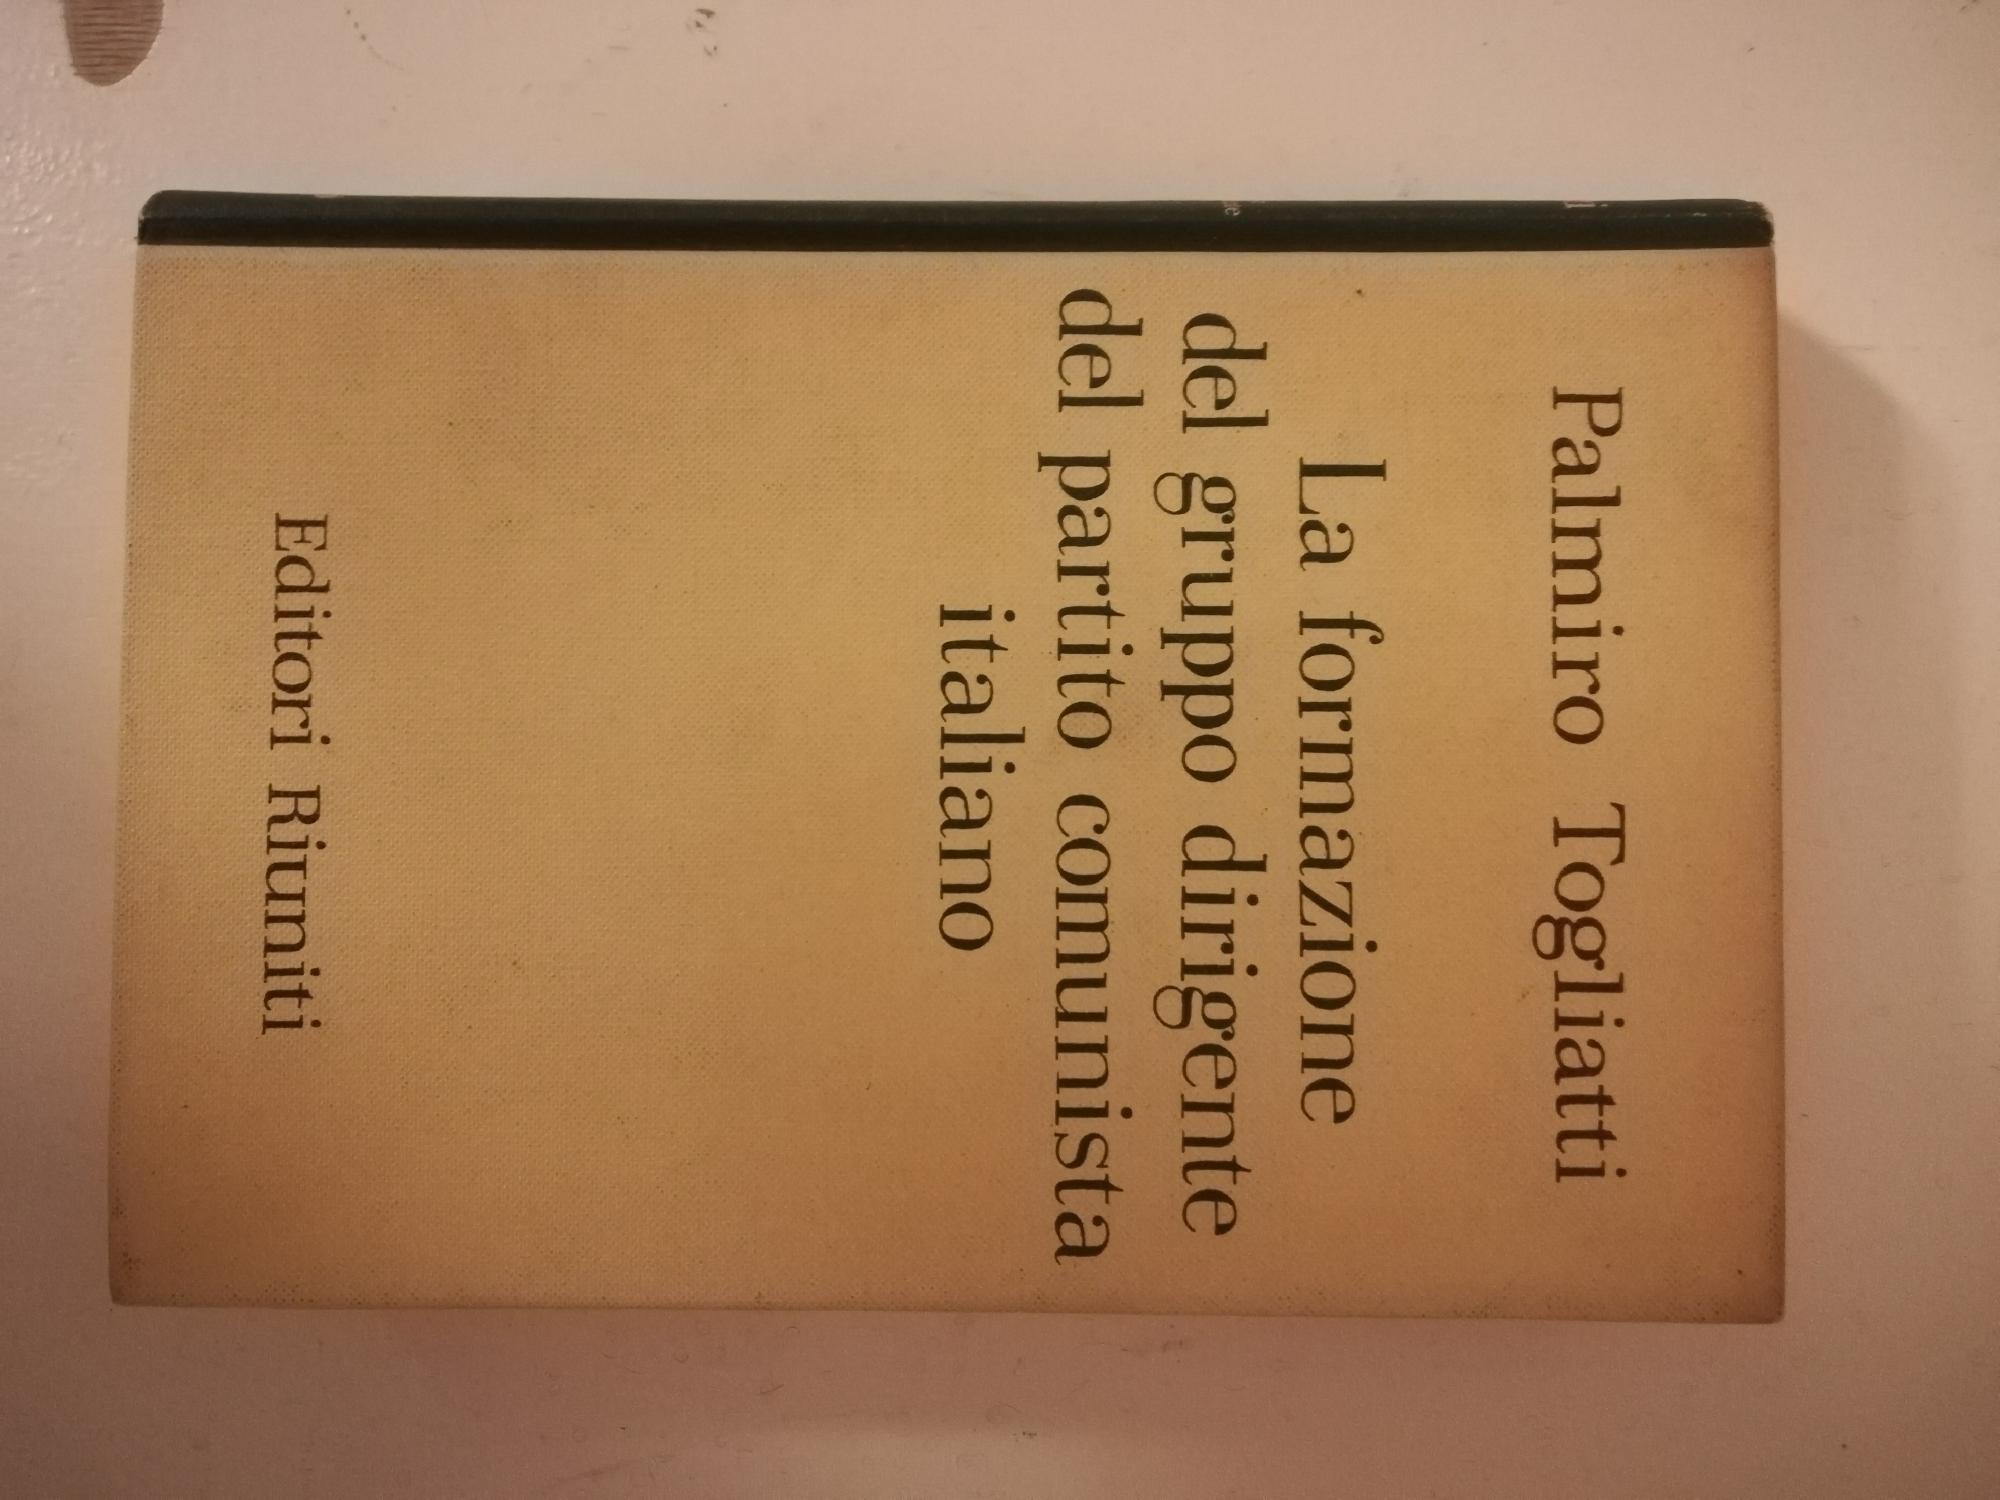 Palmiro Togliatti
La formazione
del gruppo dirigente
del partito comunista
italiano
Editori Riuniti